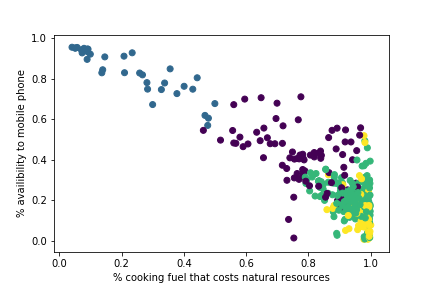 1.0
0.8
0.6
0.4
0.2
0.0
% availibility to mobile phone
0.0 0.2 0.4 0.6 0.8 1.0
% cooking fuel that costs natural resources